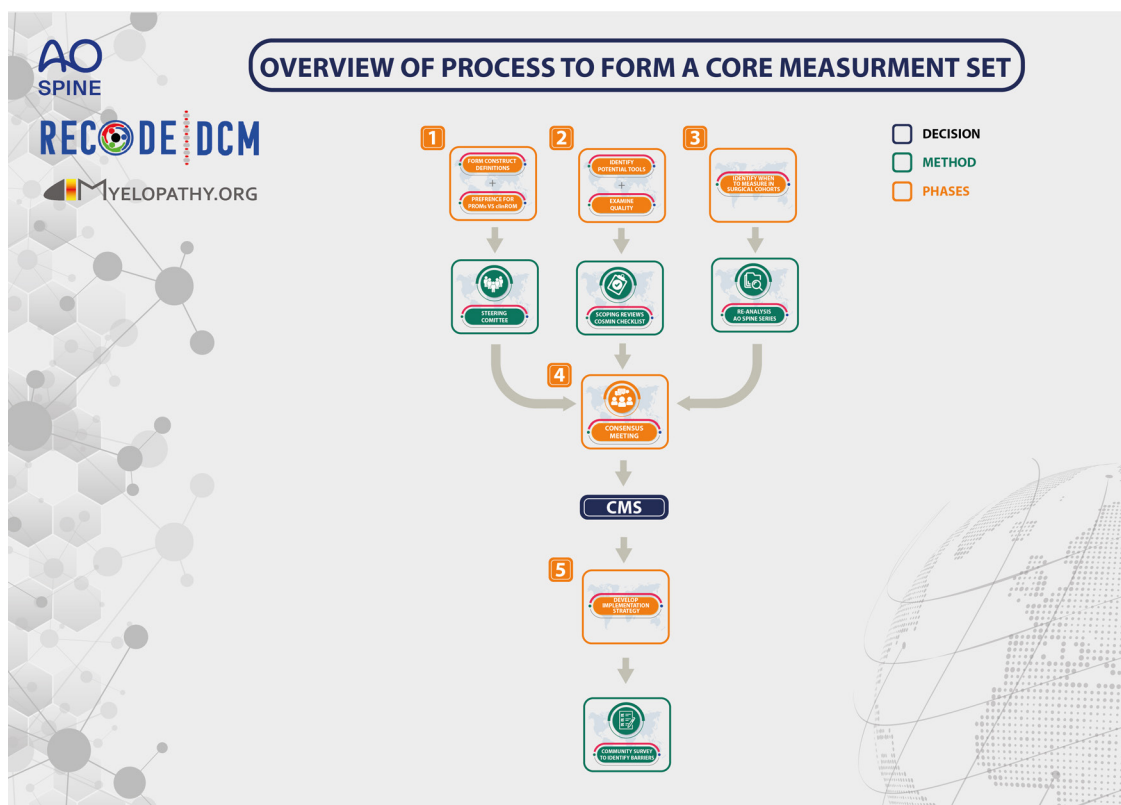 AO
SPINE
RECODE DCM
MYELOPATHY.ORG
OVERVIEW OF PROCESS TO FORM A CORE MEASURMENT SET
DECISION
METHOD
PHASES
1
FORM CONSTRUCT
DEFINITIONS
+
PREFRENCE FOR
PROMs VS clinROM
2
IDENTIFY
POTENTIAL TOOLS
+
EXAMINE
QUALITY
3
IDENTIFY WHEN
TO MEASURE IN
SURGICAL COHORTS
STEERING
COMITTEE
SCOPING REVIEWS
COSMIN CHECKLIST
RE-ANALYSIS
AO SPINE SERIES
4
CONSENSUS
MEETING
CMS
5
DEVELOP
IMPLEMENTATION
STRATEGY
COMMUNITY SURVEY
TO IDENTIFY BARRIERS